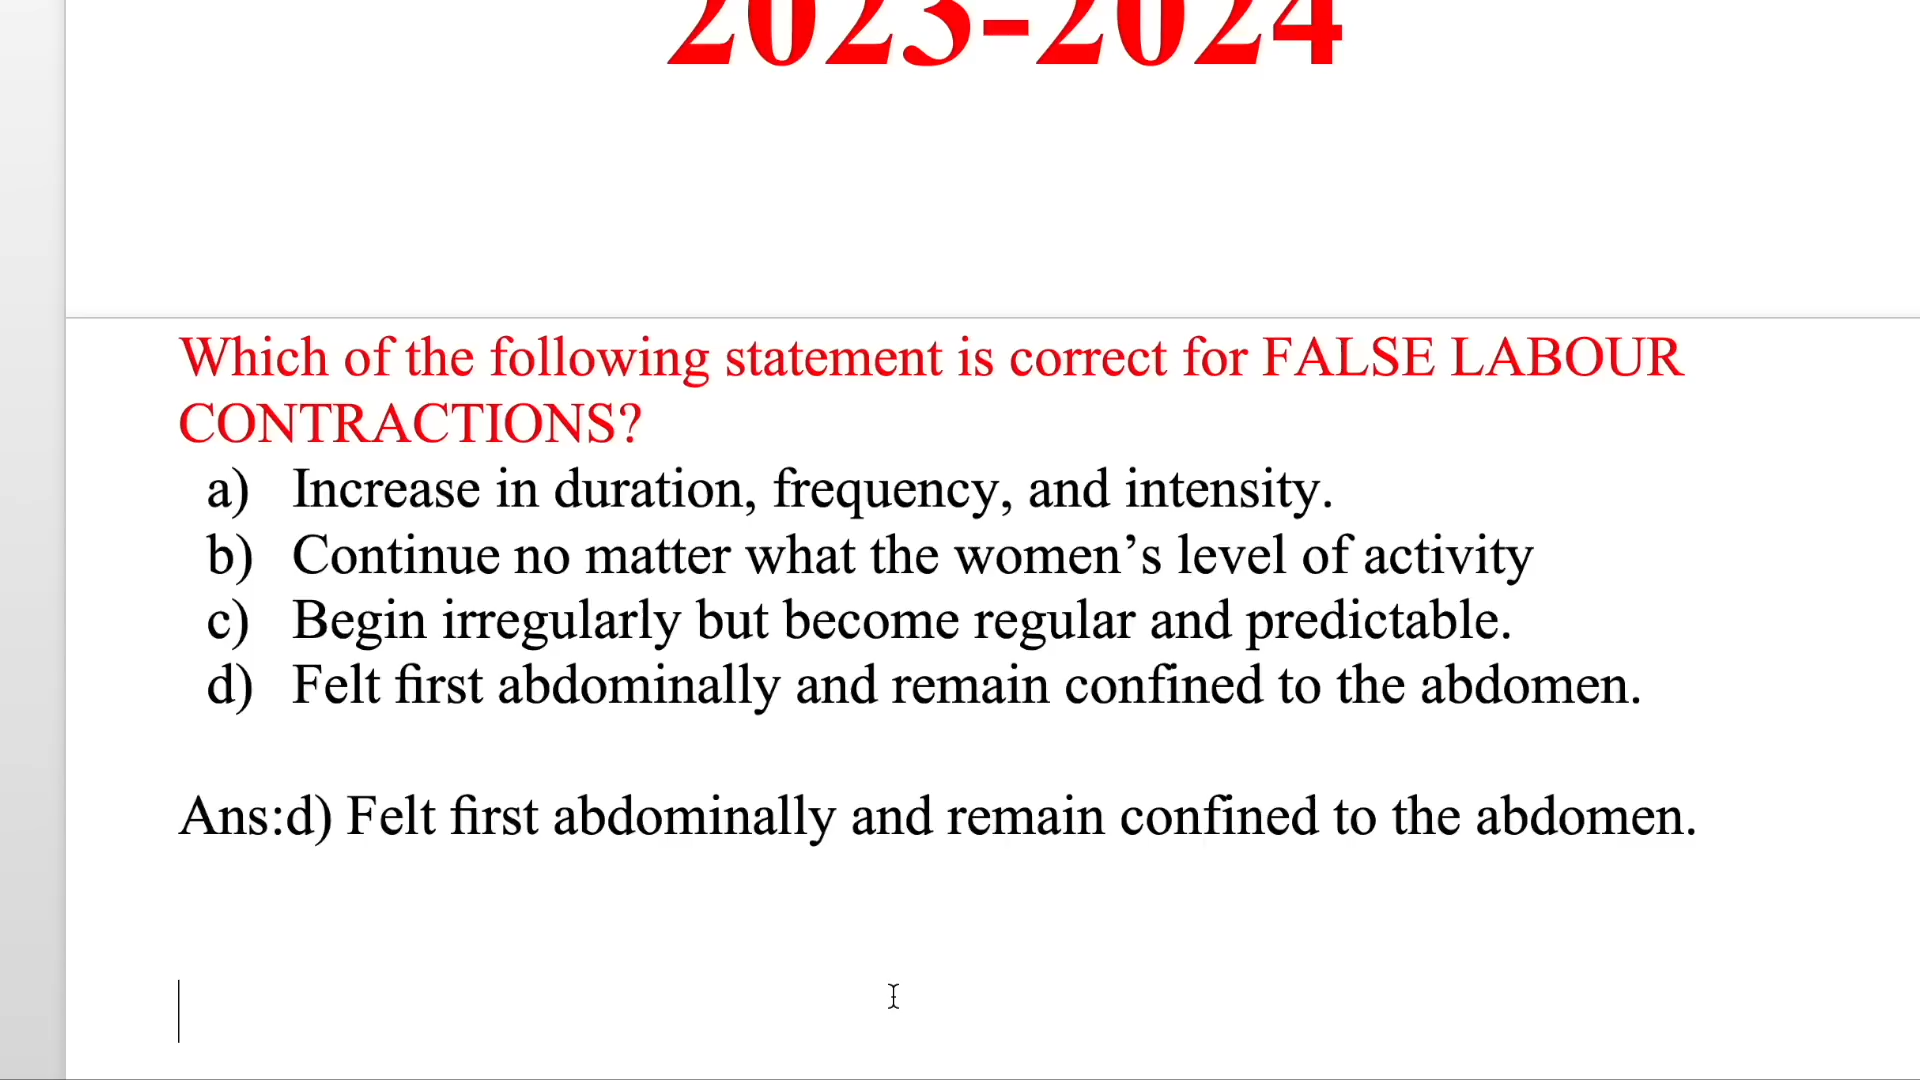 2023-2024
Which of the following statement is correct for FALSE LABOUR
CONTRACTIONS?
a) Increase in duration, frequency, and intensity.
b) Continue no matter what the women’s level of activity
c) Begin irregularly but become regular and predictable.
d) Felt first abdominally and remain confined to the abdomen.
Ans:d) Felt first abdominally and remain confined to the abdomen.